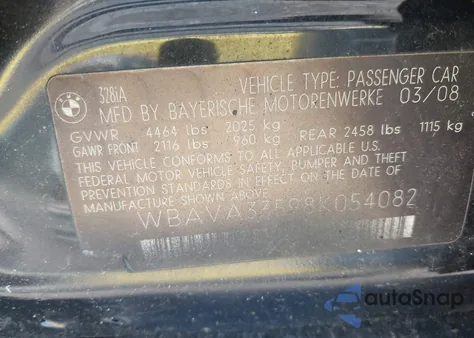 BMW
328iA
VEHICLE TYPE: PASSENGER CAR
MFD BY BAYERISCHE MOTORENWERKE 03/08
GVWR 4464 lbs 2025 kg
GAWR FRONT 2116 lbs 960 kg REAR 2458 lbs 1115 kg
THIS VEHICLE CONFORMS TO ALL APPLICABLE U.S.
FEDERAL MOTOR VEHICLE SAFETY, BUMPER AND THEFT
PREVENTION STANDARDS IN EFFECT ON THE DATE OF
MANUFACTURE SHOWN ABOVE
autoSnap